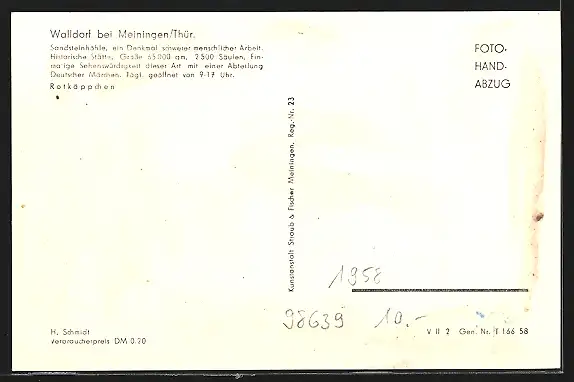 Walldorf bei Meiningen/Thür.
Sandsteinhöhle, ein Denkmal schwerer menschlicher Arbeit.
Historische Stätte, Größe 65000 qm, 2500 Säulen, Ein-
malige Sehenswürdigkeit dieser Art mit einer Abteilung
Deutscher Märchen. Tägl. geöffnet von 9-17 Uhr.
Rotkäppchen
FOTO-
HAND-
ABZUG
Kunstanstalt Straub & Fischer Meiningen. Reg.-Nr. 23
1958
98639 10.-
H. Schmidt
Verbraucherpreis DM 0.20
V II 2 Gen. Nr. T 166 58